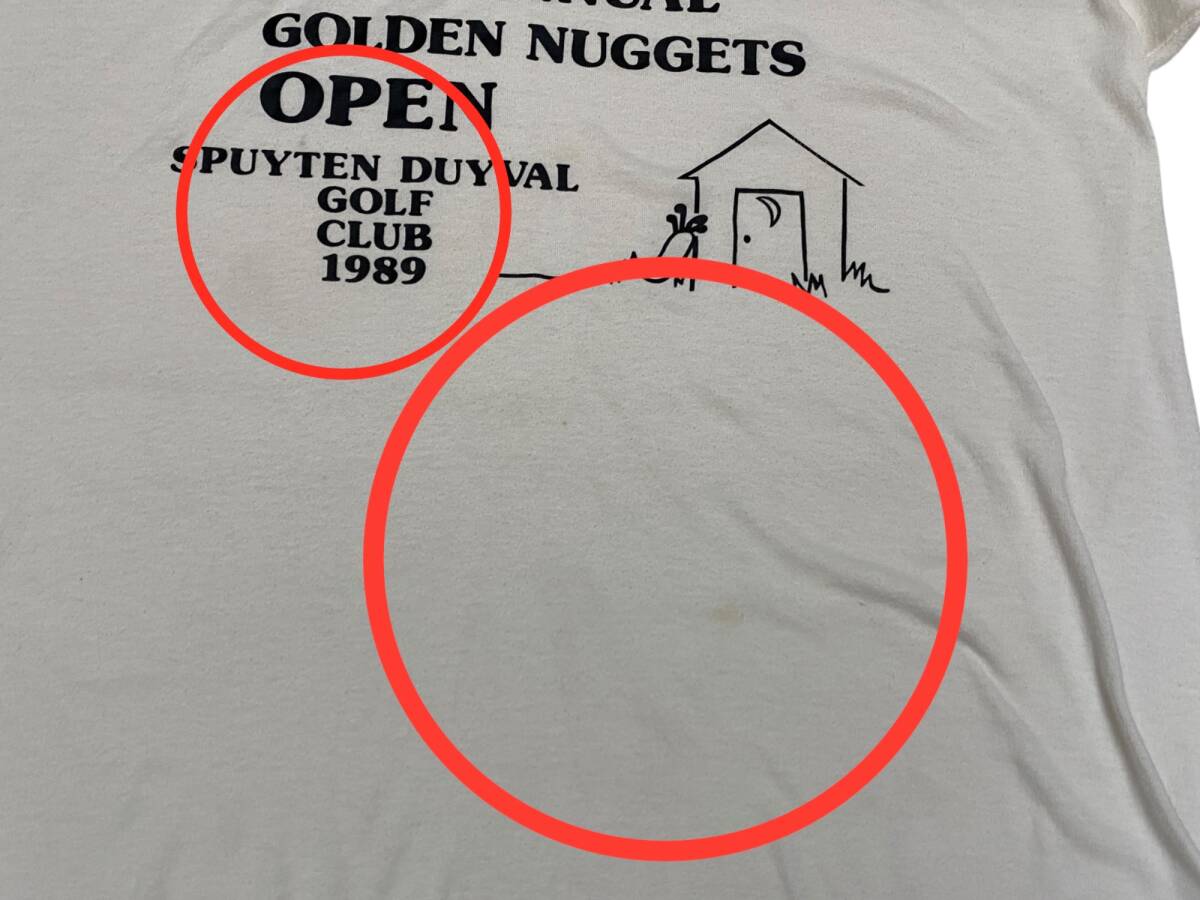 GOLDEN NUGGETS
OPEN
SPUYTEN DUYVAL
GOLF
CLUB
1989